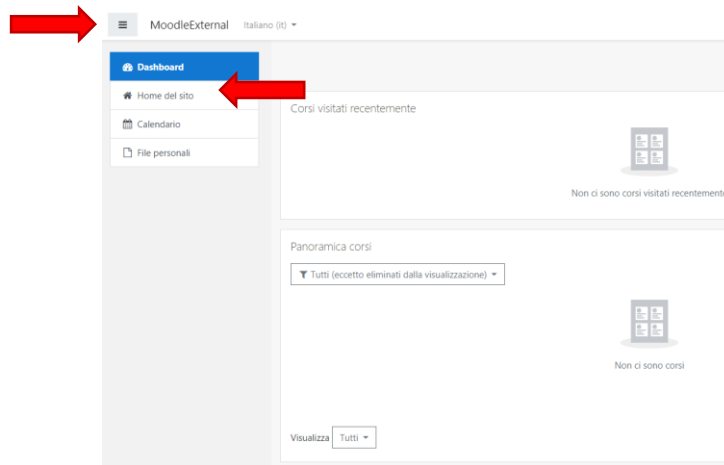 MoodleExternal Italiano (it)
Dashboard
Home del sito
Calendario
File personali
Corsi visitati recentemente
Non ci sono corsi visitati recentemente
Panoramica corsi
Tutti (eccetto eliminati dalla visualizzazione)
Non ci sono corsi
Visualizza Tutti